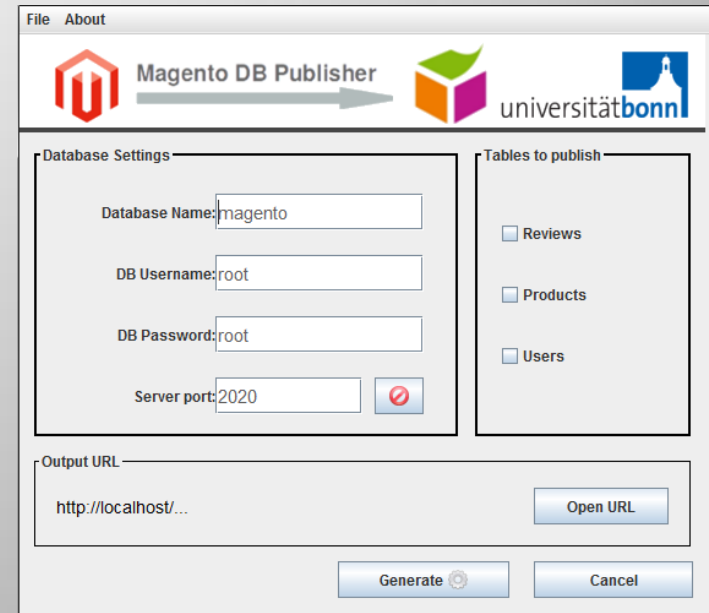 File About
Magento DB Publisher
universitätbonn
Database Settings
Database Name: magento
DB Username: root
DB Password: root
Server port: 2020
Tables to publish
Reviews
Products
Users
Output URL
http://localhost/...
Open URL
Generate
Cancel